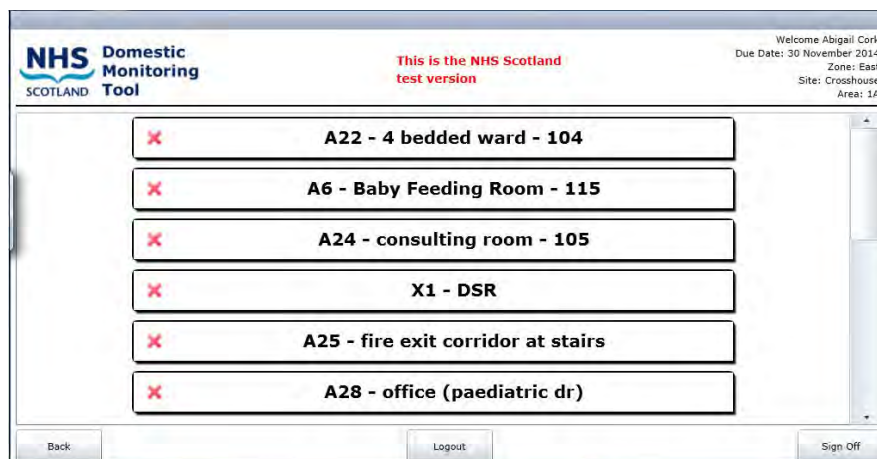 NHS
SCOTLAND
Domestic
Monitoring
Tool
This is the NHS Scotland
test version
Welcome Abigail Cork
Due Date: 30 November 2014
Zone: East
Site: Crosshouse
Area: 1A
A22 - 4 bedded ward - 104
A6 - Baby Feeding Room - 115
A24 - consulting room - 105
X1 - DSR
A25 - fire exit corridor at stairs
A28 - office (paediatric dr)
Back
Logout
Sign Off